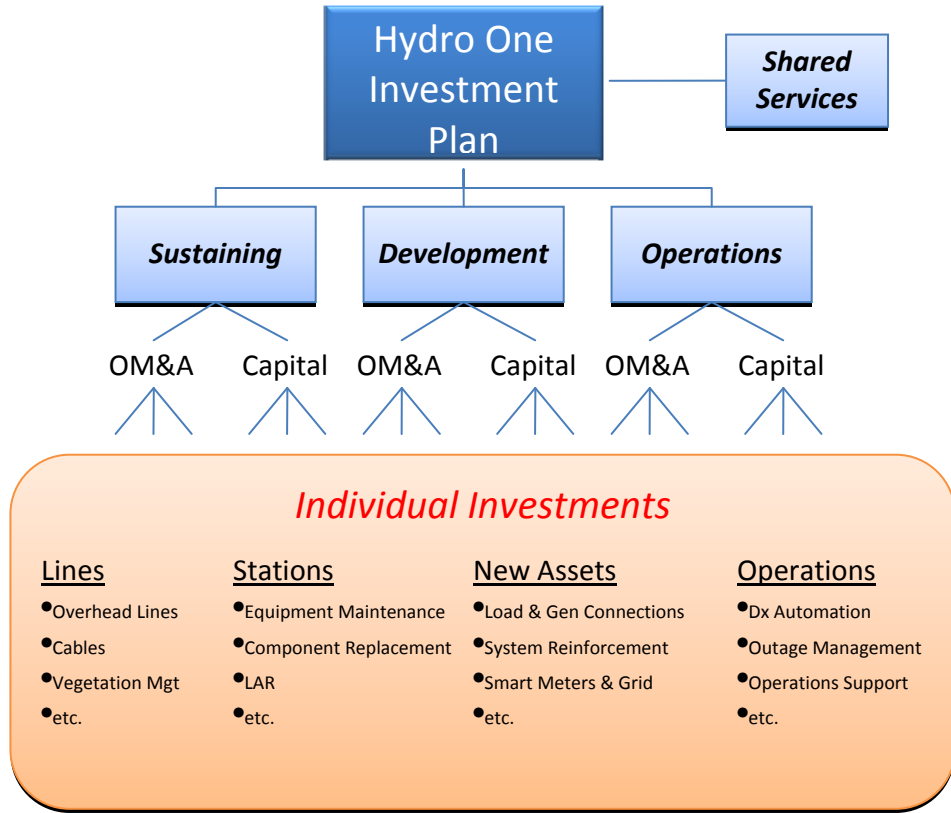 Hydro One
Investment
Plan
Shared
Services
Sustaining
Development
Operations
OM&A
Capital
OM&A
Capital
OM&A
Capital
Individual Investments
Lines
•Overhead Lines
•Cables
•Vegetation Mgt
•etc.
Stations
•Equipment Maintenance
•Component Replacement
•LAR
•etc.
New Assets
•Load & Gen Connections
•System Reinforcement
•Smart Meters & Grid
•etc.
Operations
•Dx Automation
•Outage Management
•Operations Support
•etc.